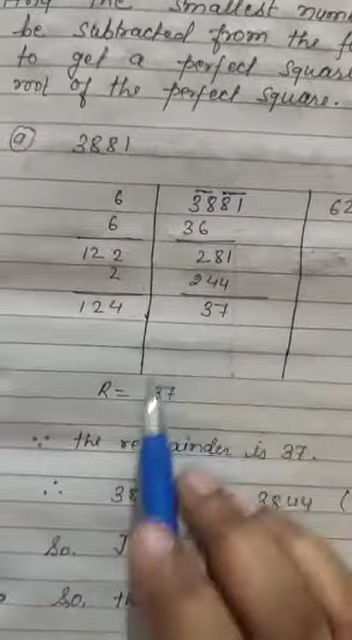 the smallest num
be subtracted from the f
to get a perfect square
root of the perfect square.
(a) 3881
6 3881 62
6 36
122 281
2 244
124 37
R = 37
∵ the remainder is 37.
∴ 38 3844 (
So.
So, th